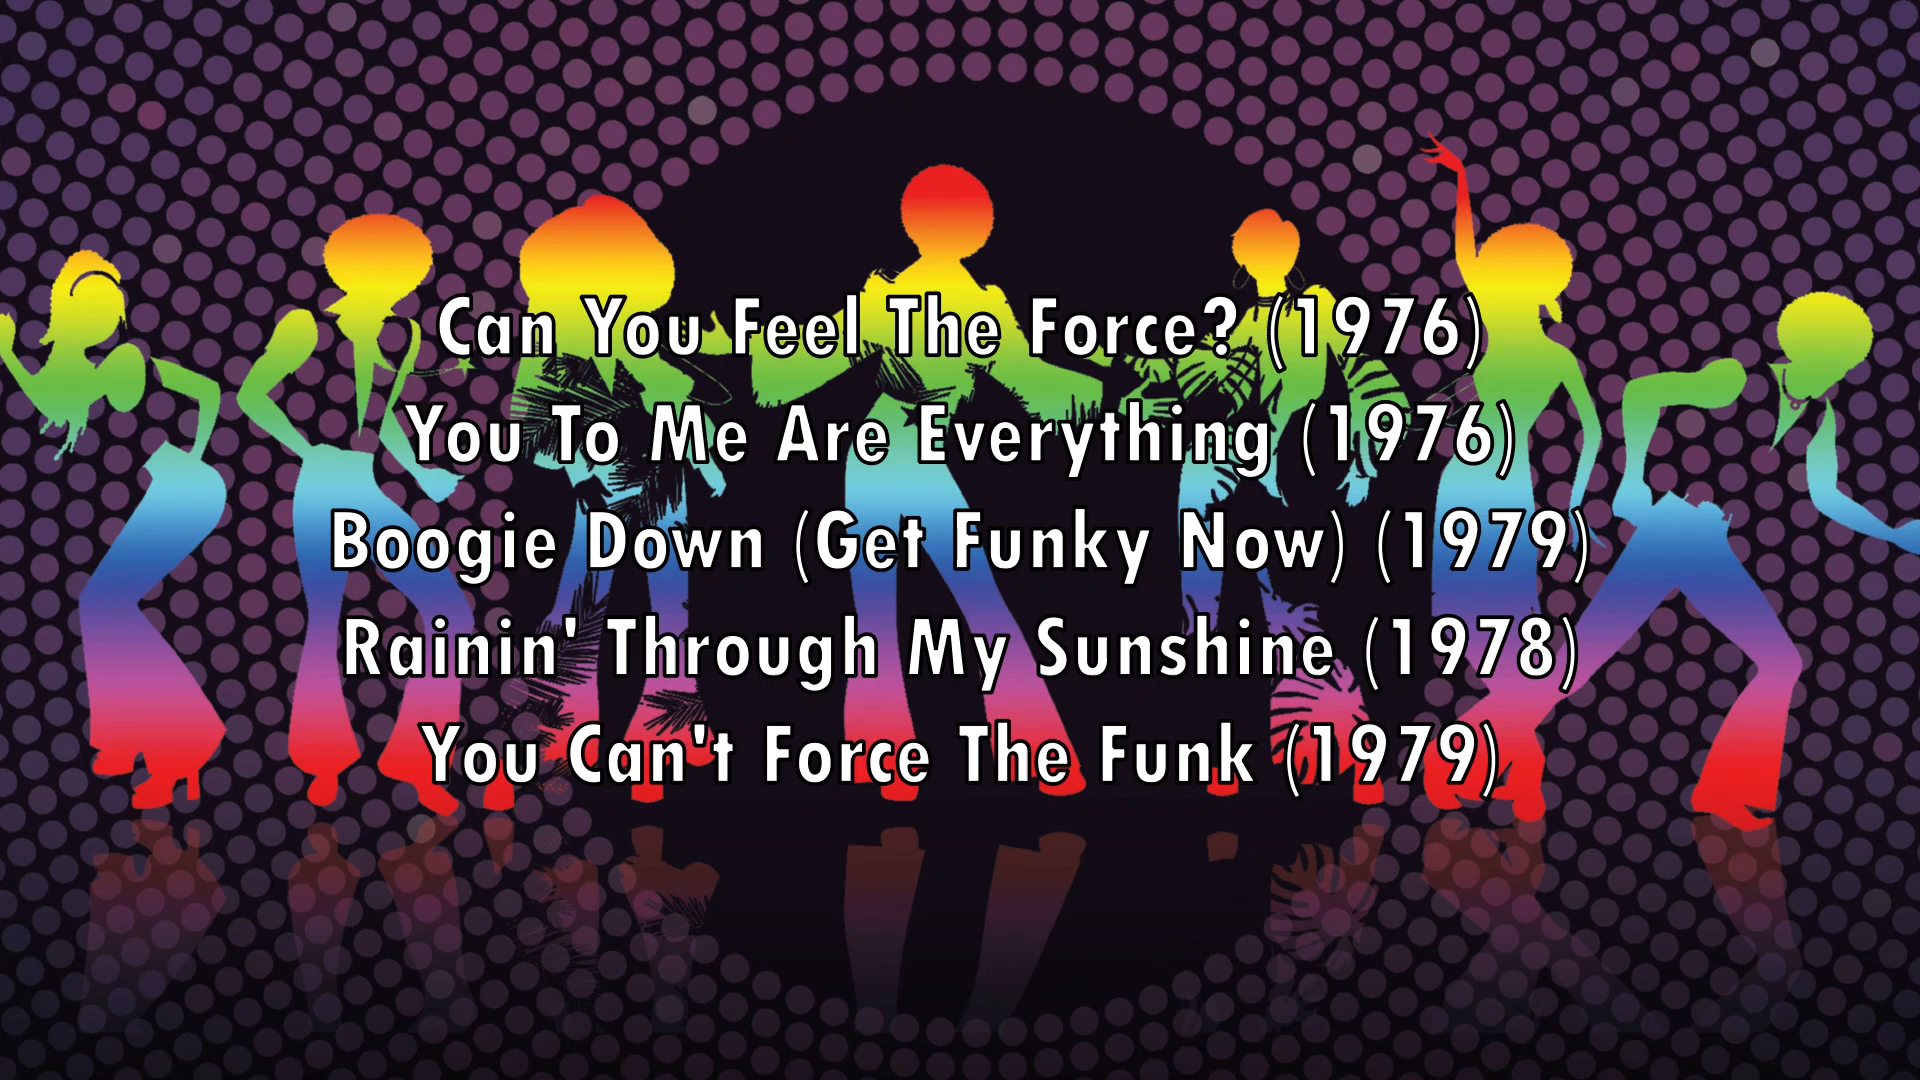 Can You Feel The Force? (1976)
You To Me Are Everything (1976)
Boogie Down (Get Funky Now) (1979)
Rainin' Through My Sunshine (1978)
You Can't Force The Funk (1979)